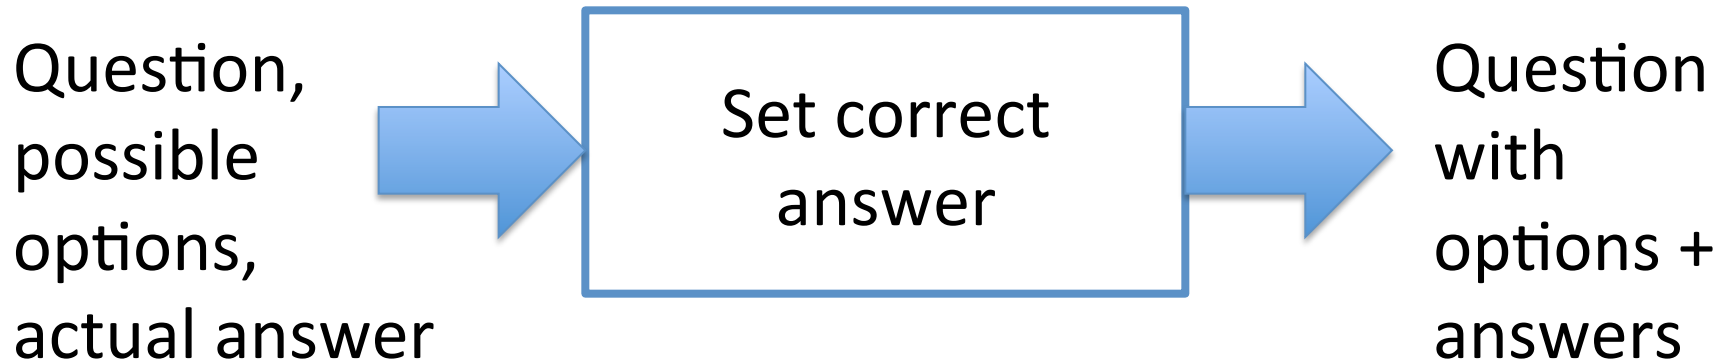 Question,
possible
options,
actual answer
Set correct
answer
Question
with
options +
answers